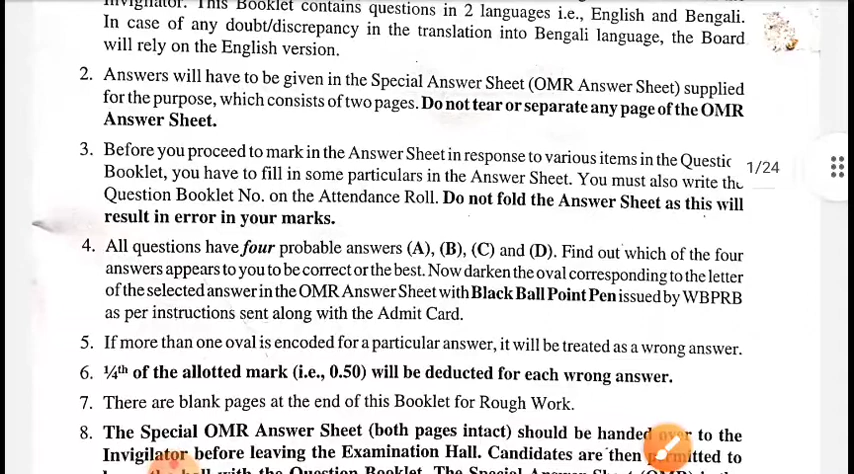 Invigilator. This Booklet contains questions in 2 languages i.e., English and Bengali.
In case of any doubt/discrepancy in the translation into Bengali language, the Board
will rely on the English version.
2. Answers will have to be given in the Special Answer Sheet (OMR Answer Sheet) supplied
for the purpose, which consists of two pages. Do not tear or separate any page of the OMR
Answer Sheet.
3. Before you proceed to mark in the Answer Sheet in response to various items in the Questic
1/24
Booklet, you have to fill in some particulars in the Answer Sheet. You must also write the
Question Booklet No. on the Attendance Roll. Do not fold the Answer Sheet as this will
result in error in your marks.
4. All questions have four probable answers (A), (B), (C) and (D). Find out which of the four
answers appears to you to be correct or the best. Now darken the oval corresponding to the letter
of the selected answer in the OMR Answer Sheet with Black Ball Point Pen issued by WBPRB
as per instructions sent along with the Admit Card.
5. If more than one oval is encoded for a particular answer, it will be treated as a wrong answer.
6. ¼th of the allotted mark (i.e., 0.50) will be deducted for each wrong answer.
7. There are blank pages at the end of this Booklet for Rough Work.
8. The Special OMR Answer Sheet (both pages intact) should be handed over to the
Invigilator before leaving the Examination Hall. Candidates are then permitted to
with the Question Booklet. The Special Answer